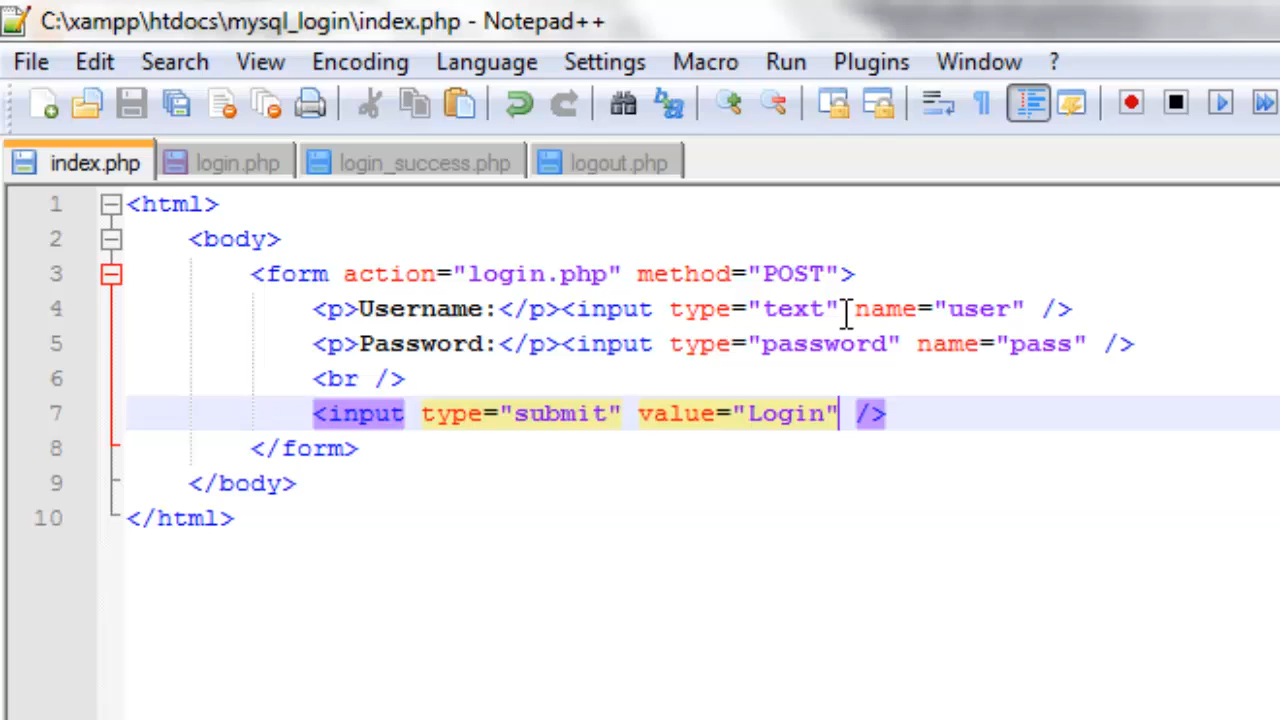 C:\xampp\htdocs\mysql_login\index.php - Notepad++
File Edit Search View Encoding Language Settings Macro Run Plugins Window ?
index.php login.php login_success.php logout.php
1 <html>
2 <body>
3 <form action="login.php" method="POST">
4 <p>Username:</p><input type="text" name="user" />
5 <p>Password:</p><input type="password" name="pass" />
6 <br />
7 <input type="submit" value="Login" />
8 </form>
9 </body>
10 </html>